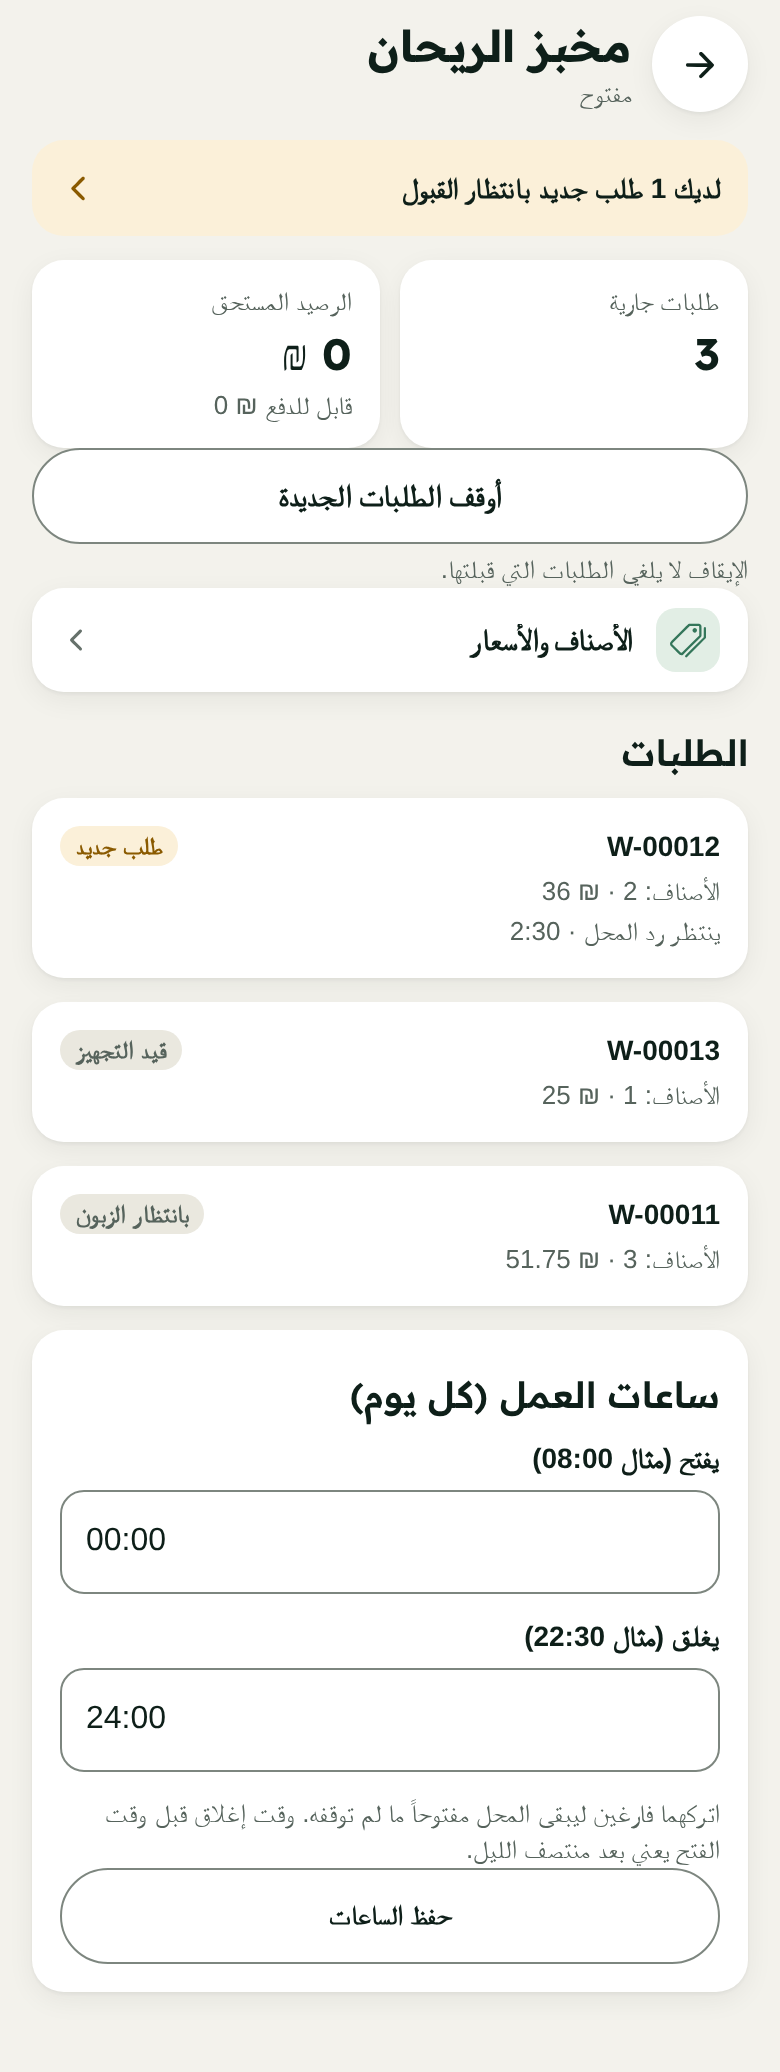 مخبز الريحان
مفتوح
لديك 1 طلب جديد بانتظار القبول
طلبات جارية
3
الرصيد المستحق
0 ₪
قابل للدفع ₪ 0
أوقف الطلبات الجديدة
الإيقاف لا يلغي الطلبات التي قبلتها.
الأصناف والأسعار
الطلبات
W-00012
طلب جديد
الأصناف: 2 · ₪ 36
ينتظر رد المحل · 2:30
W-00013
قيد التجهيز
الأصناف: 1 · ₪ 25
W-00011
بانتظار الزبون
الأصناف: 3 · ₪ 51.75
ساعات العمل (كل يوم)
يفتح (مثال 08:00)
00:00
يغلق (مثال 22:30)
24:00
اتركهما فارغين ليبقى المحل مفتوحاً ما لم توقفه. وقت إغلاق قبل وقت
الفتح يعني بعد منتصف الليل.
حفظ الساعات